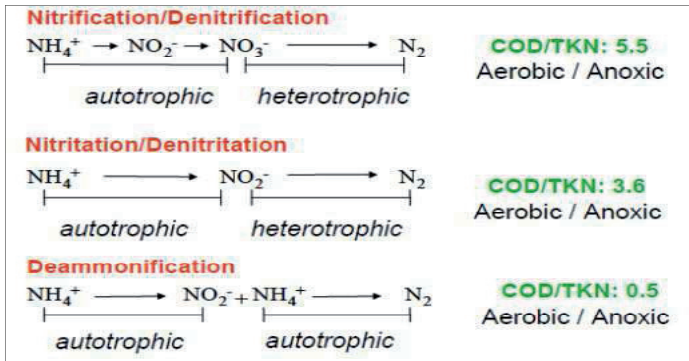 Nitrification/Denitrification
NH₄⁺ → NO₂⁻ → NO₃⁻ → N₂ COD/TKN: 5.5
Aerobic / Anoxic
autotrophic heterotrophic
Nitritation/Denitritation
NH₄⁺ → NO₂⁻ → N₂ COD/TKN: 3.6
Aerobic / Anoxic
autotrophic heterotrophic
Deammonification
NH₄⁺ → NO₂⁻ + NH₄⁺ → N₂ COD/TKN: 0.5
Aerobic / Anoxic
autotrophic autotrophic